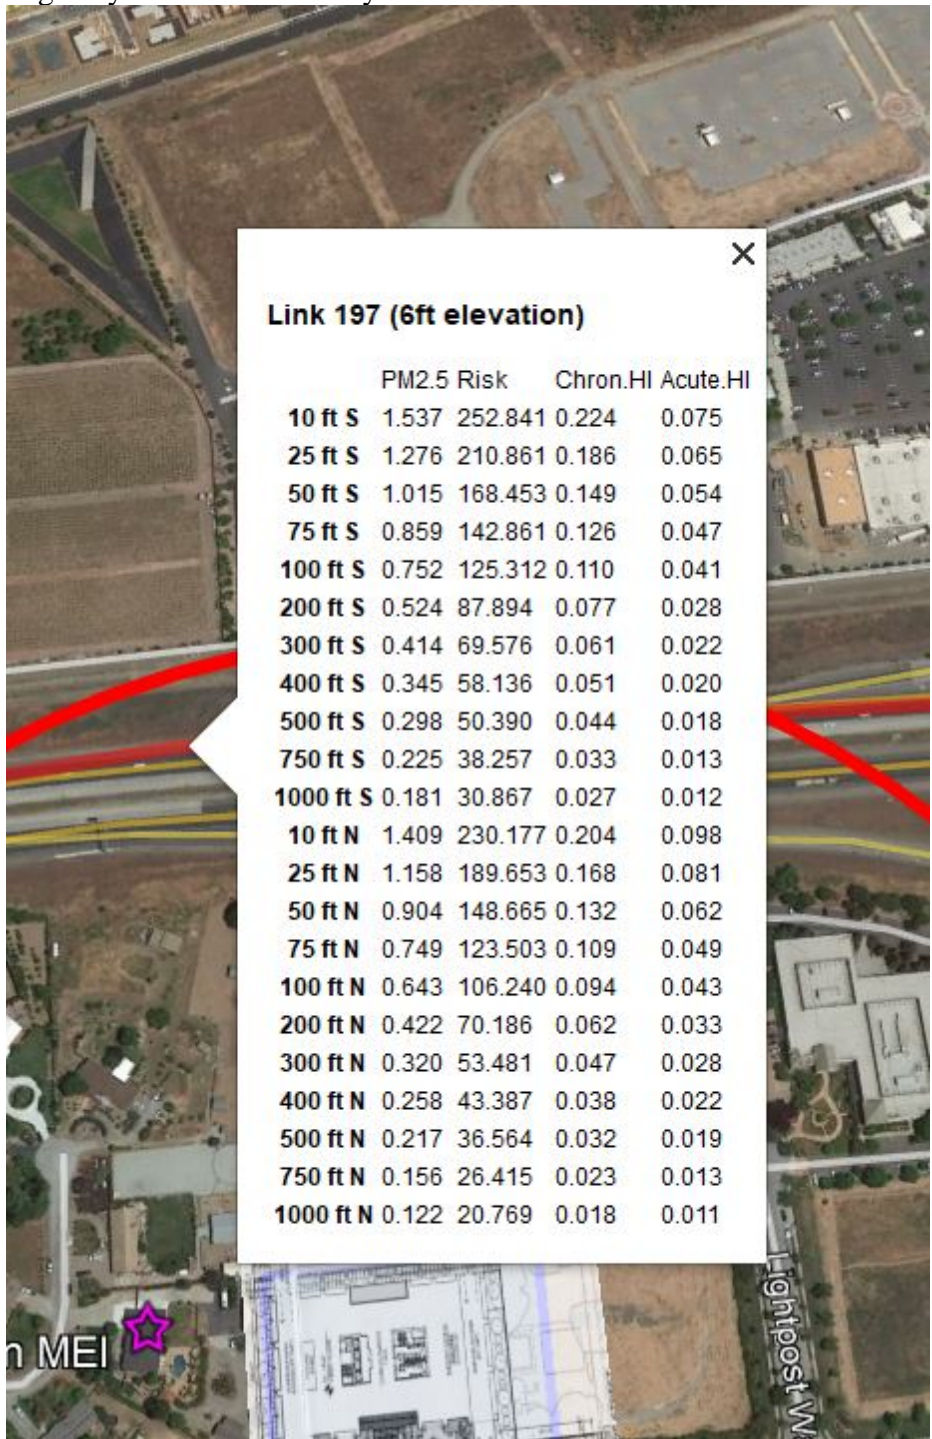 Link 197 (6ft elevation)
PM2.5 Risk Chron.HI Acute.HI
10 ft S 1.537 252.841 0.224 0.075
25 ft S 1.276 210.861 0.186 0.065
50 ft S 1.015 168.453 0.149 0.054
75 ft S 0.859 142.861 0.126 0.047
100 ft S 0.752 125.312 0.110 0.041
200 ft S 0.524 87.894 0.077 0.028
300 ft S 0.414 69.576 0.061 0.022
400 ft S 0.345 58.136 0.051 0.020
500 ft S 0.298 50.390 0.044 0.018
750 ft S 0.225 38.257 0.033 0.013
1000 ft S 0.181 30.867 0.027 0.012
10 ft N 1.409 230.177 0.204 0.098
25 ft N 1.158 189.653 0.168 0.081
50 ft N 0.904 148.665 0.132 0.062
75 ft N 0.749 123.503 0.109 0.049
100 ft N 0.643 106.240 0.094 0.043
200 ft N 0.422 70.186 0.062 0.033
300 ft N 0.320 53.481 0.047 0.028
400 ft N 0.258 43.387 0.038 0.022
500 ft N 0.217 36.564 0.032 0.019
750 ft N 0.156 26.415 0.023 0.013
1000 ft N 0.122 20.769 0.018 0.011
n MEI
Lightpost W